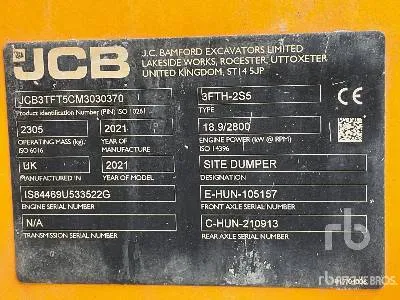 JCB
J.C. BAMFORD EXCAVATORS LIMITED
LAKESIDE WORKS, ROCESTER, UTTOXETER
UNITED KINGDOM, ST14 5JP
JCB3TFT5CM3030370
Product Identification Number (PIN) ISO 10261
3FTH-2S5
TYPE
CE
2305
OPERATING MASS (kg)
ISO 6016
2021
YEAR OF
MANUFACTURE
18.9/2800
ENGINE POWER (kW @ RPM)
ISO 14396
UK
MANUFACTURED IN
2021
YEAR OF MODEL
SITE DUMPER
DESIGNATION
IS84469U533522G
ENGINE SERIAL NUMBER
E-HUN-105157
FRONT AXLE SERIAL NUMBER
N/A
TRANSMISSION SERIAL NUMBER
C-HUN-210913
REAR AXLE SERIAL NUMBER
rb
RITCHIE BROS